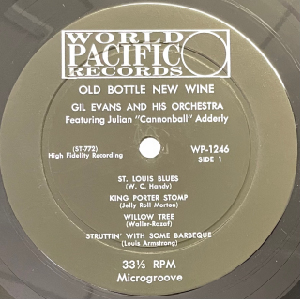 WORLD
PACIFIC
RECORDS
OLD BOTTLE NEW WINE
GIL EVANS AND HIS ORCHESTRA
Featuring Julian "Cannonball" Adderly
(ST-772)
High Fidelity Recording
WP-1246
SIDE 1
ST. LOUIS BLUES
(W. C. Handy)
KING PORTER STOMP
(Jelly Roll Morton)
WILLOW TREE
(Waller-Razaf)
STRUTTIN' WITH SOME BARBEQUE
(Louis Armstrong)
33⅓ RPM
Microgroove